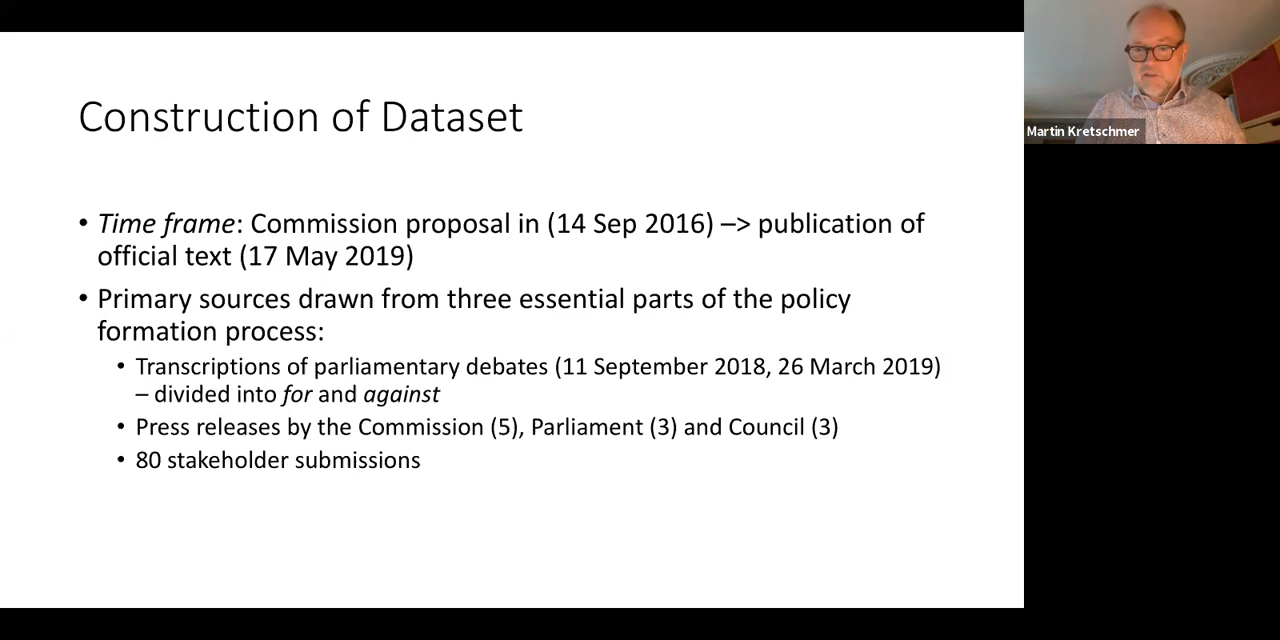 Construction of Dataset
• Time frame: Commission proposal in (14 Sep 2016) –> publication of
official text (17 May 2019)
• Primary sources drawn from three essential parts of the policy
formation process:
• Transcriptions of parliamentary debates (11 September 2018, 26 March 2019)
– divided into for and against
• Press releases by the Commission (5), Parliament (3) and Council (3)
• 80 stakeholder submissions
Martin Kretschmer